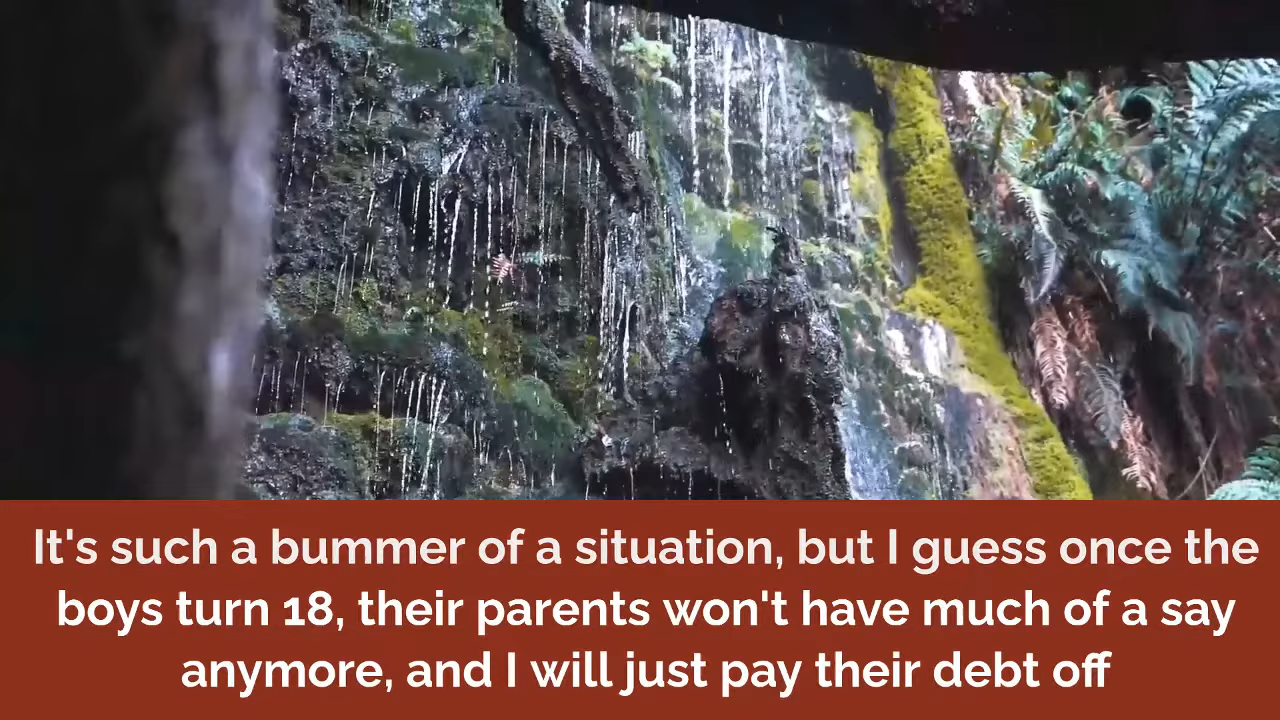 It's such a bummer of a situation, but I guess once the
boys turn 18, their parents won't have much of a say
anymore, and I will just pay their debt off